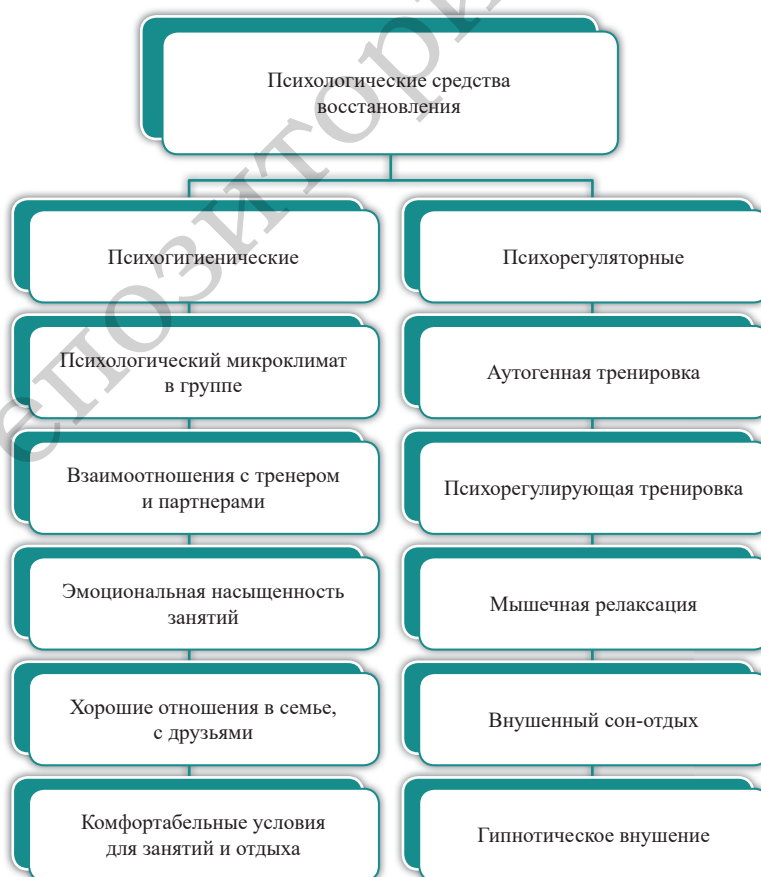 Психологические средства
восстановления
Психогигиенические
Психологический микроклимат
в группе
Взаимоотношения с тренером
и партнерами
Эмоциональная насыщенность
занятий
Хорошие отношения в семье,
с друзьями
Комфортабельные условия
для занятий и отдыха
Психорегуляторные
Аутогенная тренировка
Психорегулирующая тренировка
Мышечная релаксация
Внушенный сон-отдых
Гипнотическое внушение